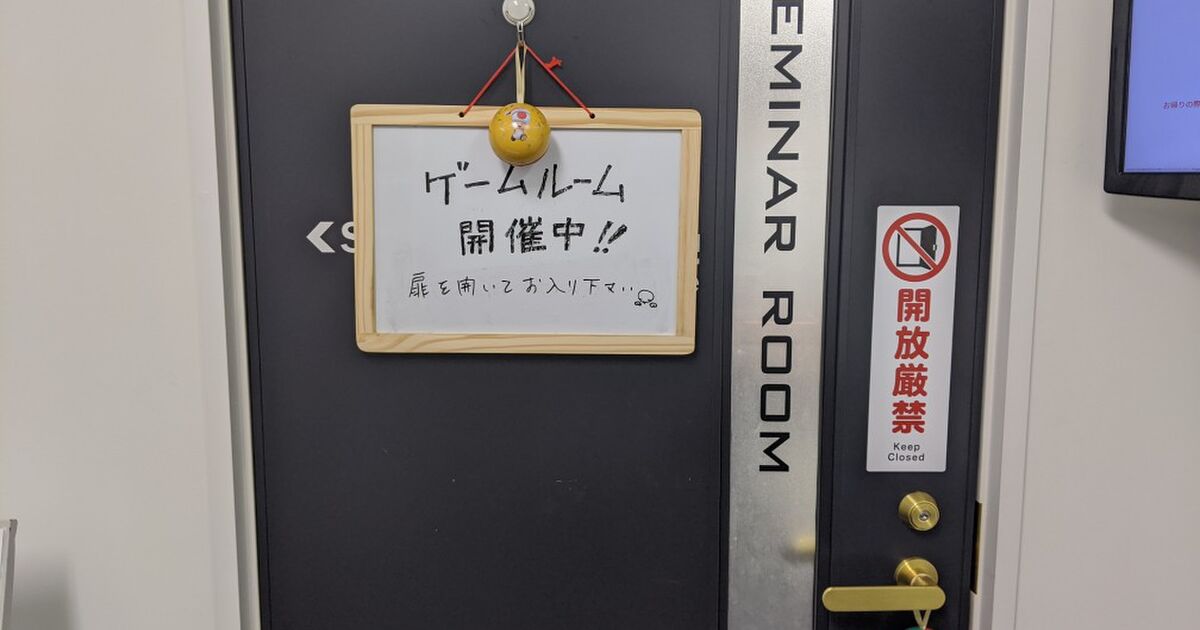 ゲームルーム
開催中!!
扉を開いてお入り下さい
EMINAR ROOM
開放厳禁
Keep
Closed